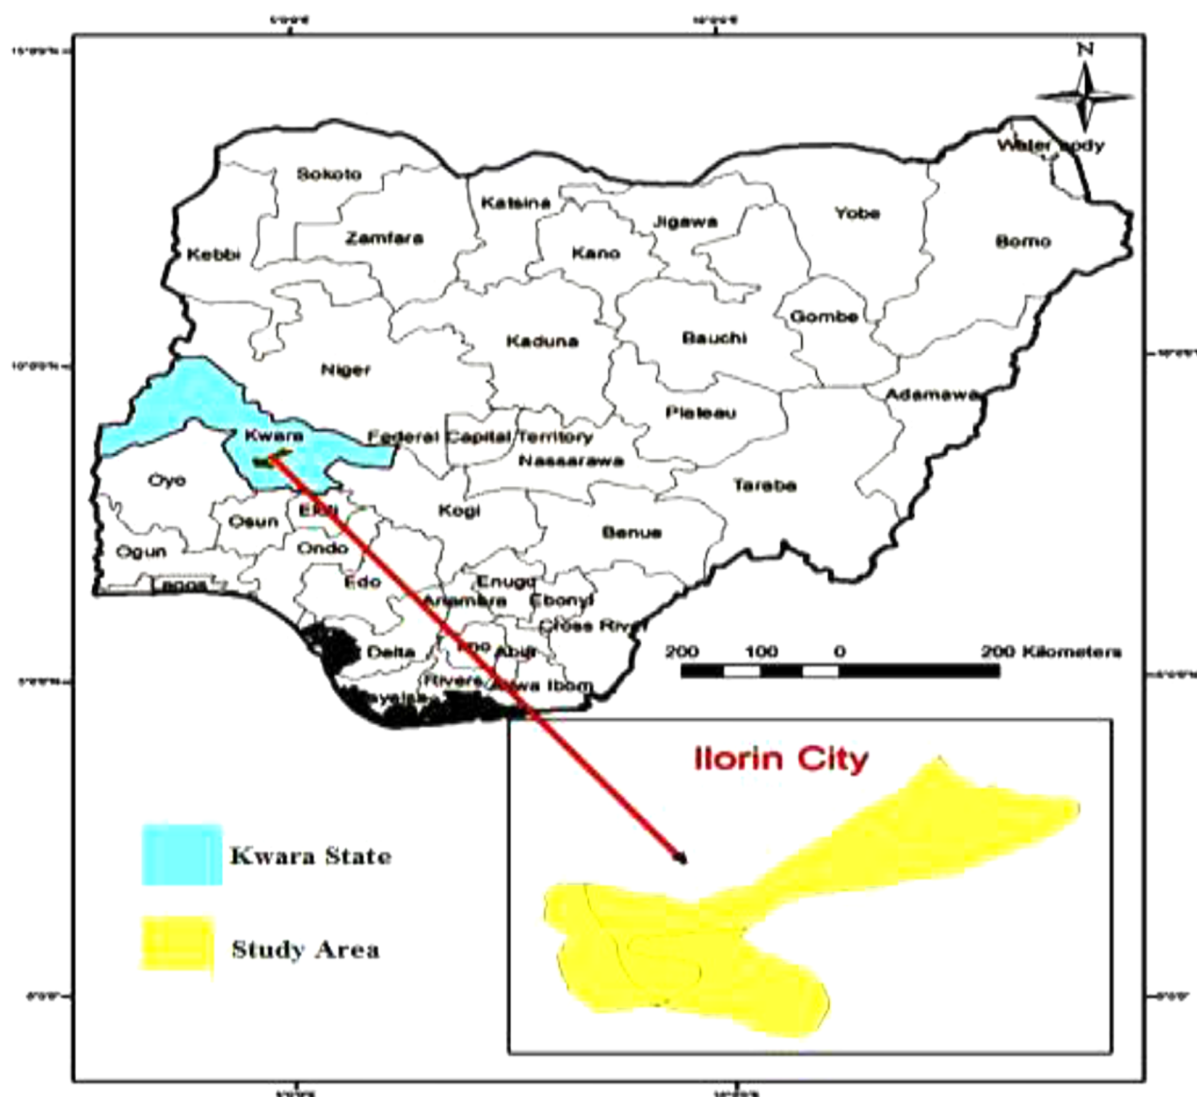 N
Water body
Sokoto
Katsina
Jigawa
Yobe
Zamfara
Kano
Borno
Kebbi
Gombe
Kaduna
Bauchi
Niger
Adamawa
Plateau
Kwara
Federal Capital Territory
Nassarawa
Oyo
Taraba
Kogi
Osun
Ekiti
Benue
Ogun
Ondo
Edo
Enugu
Lagos
Anambra
Ebonyi
Cross River
Delta
Imo
Rivers
Akwa Ibom
200 100 0 200 Kilometers
Ilorin City
Kwara State
Study Area